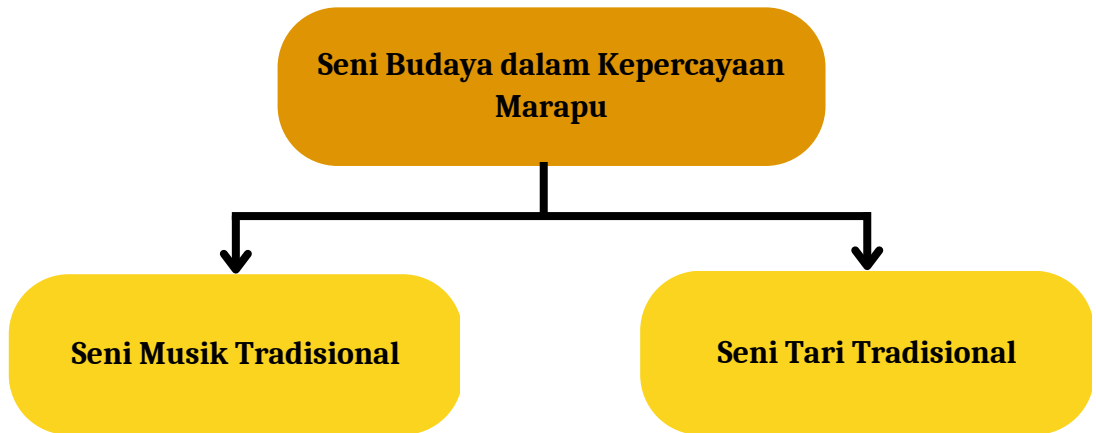 Seni Budaya dalam Kepercayaan
Marapu
Seni Musik Tradisional
Seni Tari Tradisional